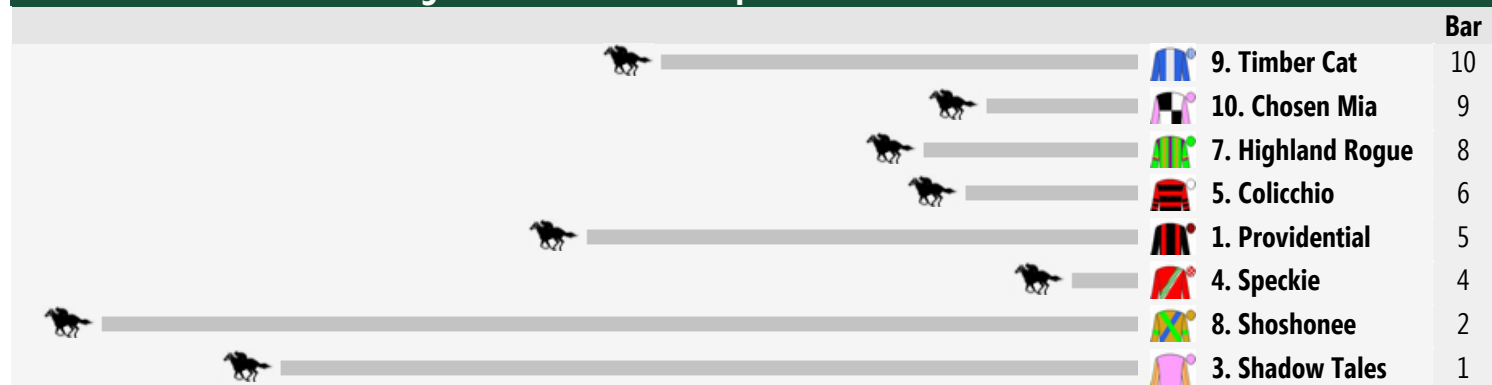 Bar
9. Timber Cat 10
10. Chosen Mia 9
7. Highland Rogue 8
5. Colicchio 6
1. Providential 5
4. Speckie 4
8. Shoshonee 2
3. Shadow Tales 1